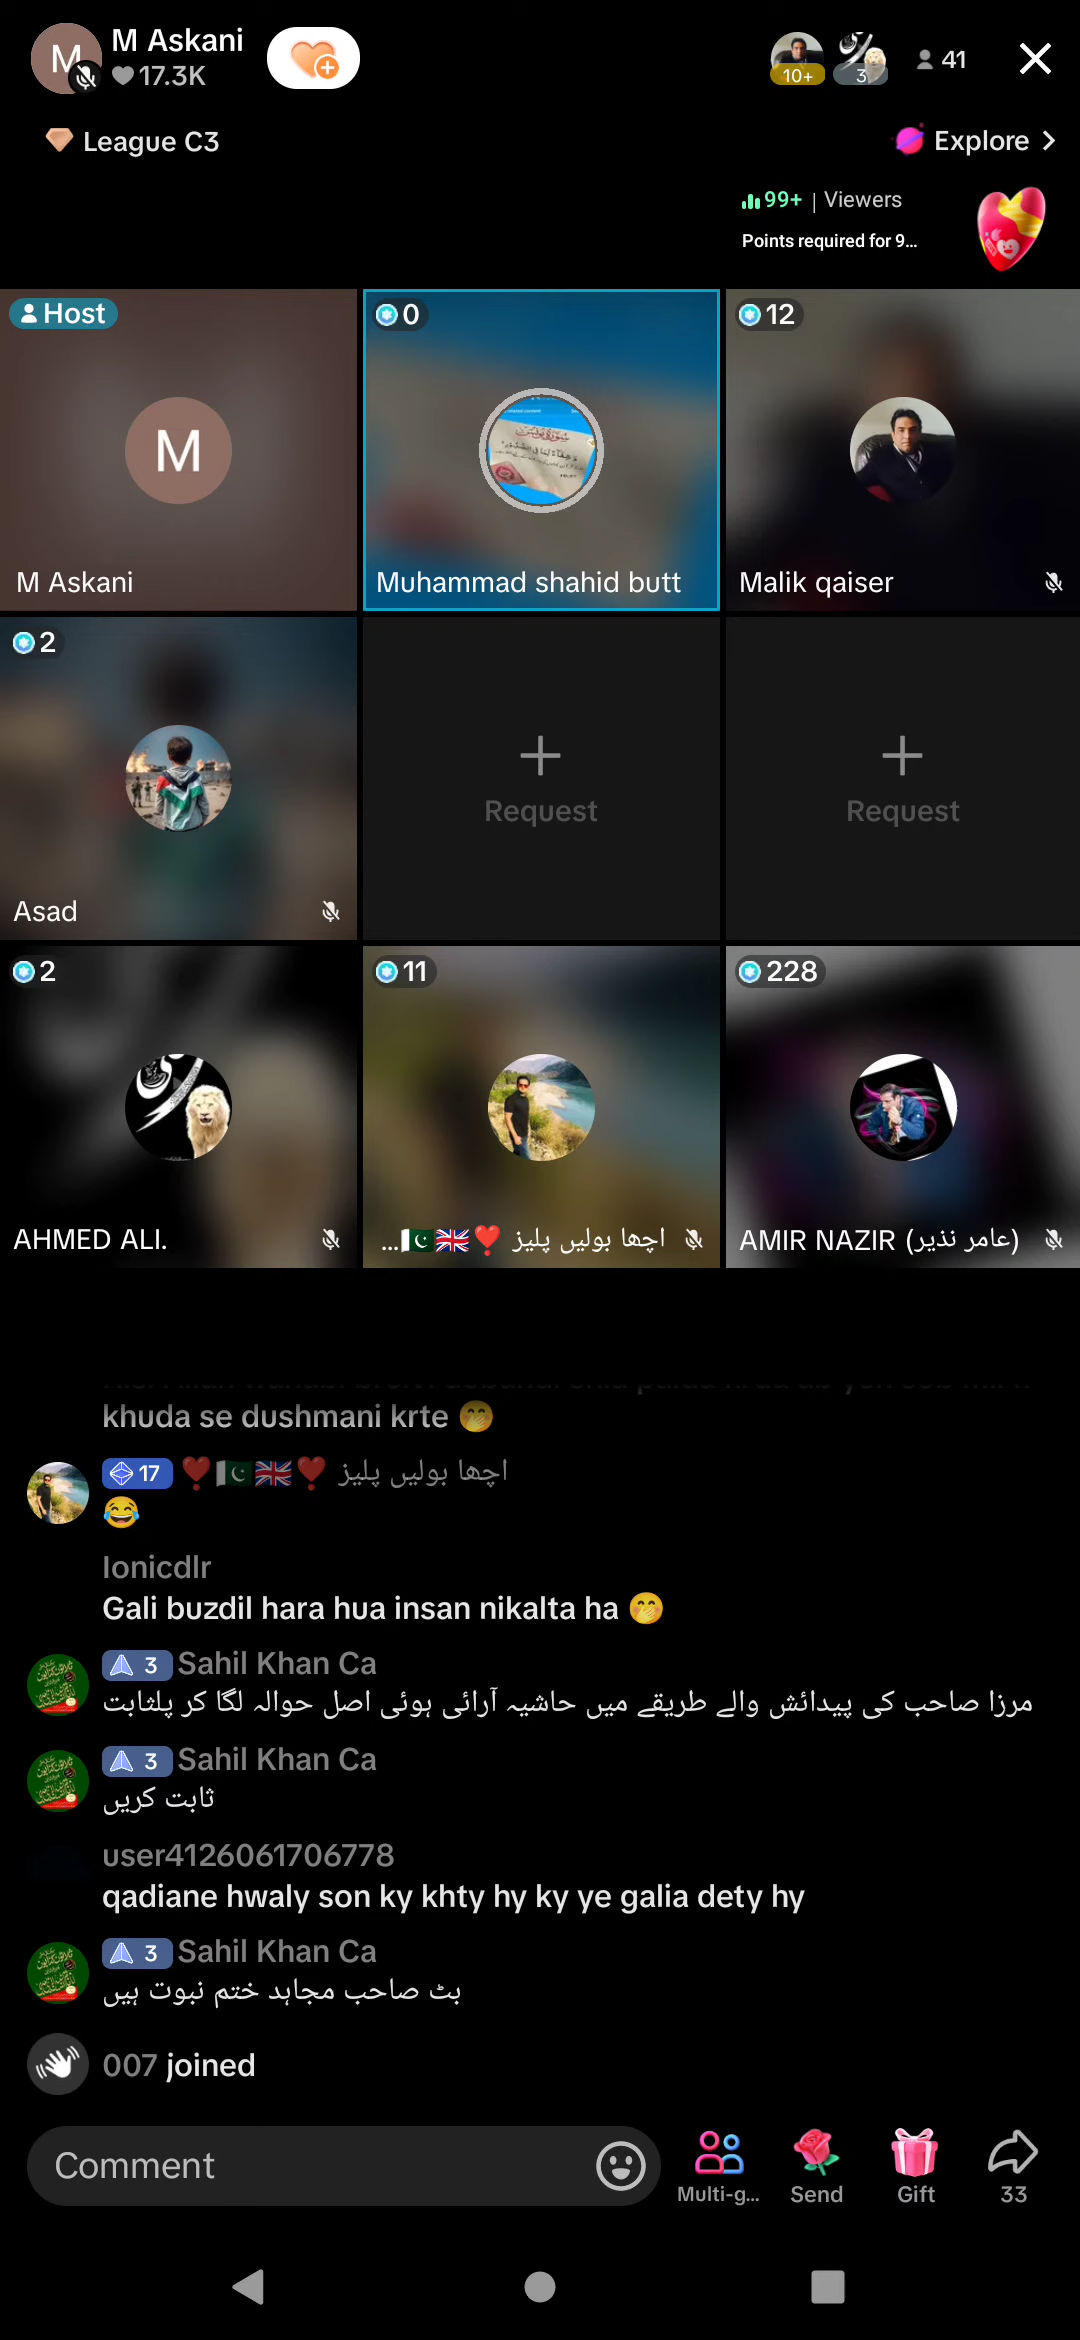 M Askani
17.3K
10+
3
41
League C3
Explore
99+ | Viewers
Points required for 9...
Host
M
M Askani
0
Muhammad shahid butt
12
Malik qaiser
2
Asad
Request
Request
2
AHMED ALI.
11
اچھا بولیں پلیز ❣️🇬🇧🇵🇰...
228
AMIR NAZIR (عامر نذیر)
khuda se dushmani krte 🤭
17 اچھا بولیں پلیز ❣️🇬🇧🇵🇰❣️
😂
Ionicdlr
Gali buzdil hara hua insan nikalta ha 🤭
3 Sahil Khan Ca
مرزا صاحب کی پیدائش والے طریقے میں حاشیہ آرائی ہوئی اصل حوالہ لگا کر پلثابت
3 Sahil Khan Ca
ثابت کریں
user4126061706778
qadiane hwaly son ky khty hy ky ye galia dety hy
3 Sahil Khan Ca
بٹ صاحب مجاہد ختم نبوت ہیں
007 joined
Comment
Multi-g...
Send
Gift
33